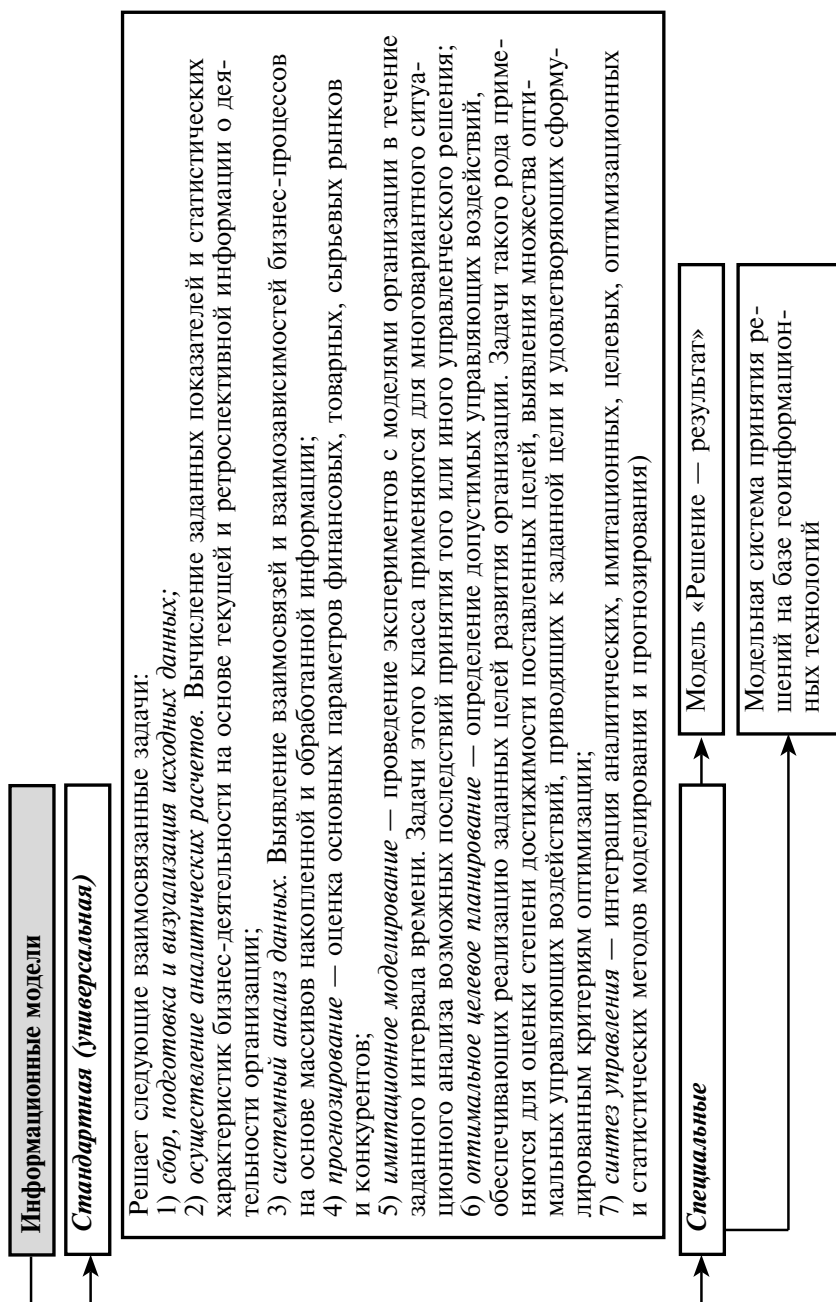 Информационные модели
Стандартная (универсальная)
Решает следующие взаимосвязанные задачи:
1) сбор, подготовка и визуализация исходных данных;
2) осуществление аналитических расчетов. Вычисление заданных показателей и статистических
характеристик бизнес-деятельности на основе текущей и ретроспективной информации о дея-
тельности организации;
3) системный анализ данных. Выявление взаимосвязей и взаимозависимостей бизнес-процессов
на основе массивов накопленной и обработанной информации;
4) прогнозирование — оценка основных параметров финансовых, товарных, сырьевых рынков
и конкурентов;
5) имитационное моделирование — проведение экспериментов с моделями организации в течение
заданного интервала времени. Задачи этого класса применяются для многовариантного ситуа-
ционного анализа возможных последствий принятия того или иного управленческого решения;
6) оптимальное целевое планирование — определение допустимых управляющих воздействий,
обеспечивающих реализацию заданных целей развития организации. Задачи такого рода приме-
няются для оценки степени достижимости поставленных целей, выявления множества опти-
мальных управляющих воздействий, приводящих к заданной цели и удовлетворяющих сформу-
лированным критериям оптимизации;
7) синтез управления — интеграция аналитических, имитационных, целевых, оптимизационных
и статистических методов моделирования и прогнозирования)
Специальные
Модель «Решение — результат»
Модельная система принятия ре-
шений на базе геоинформацион-
ных технологий